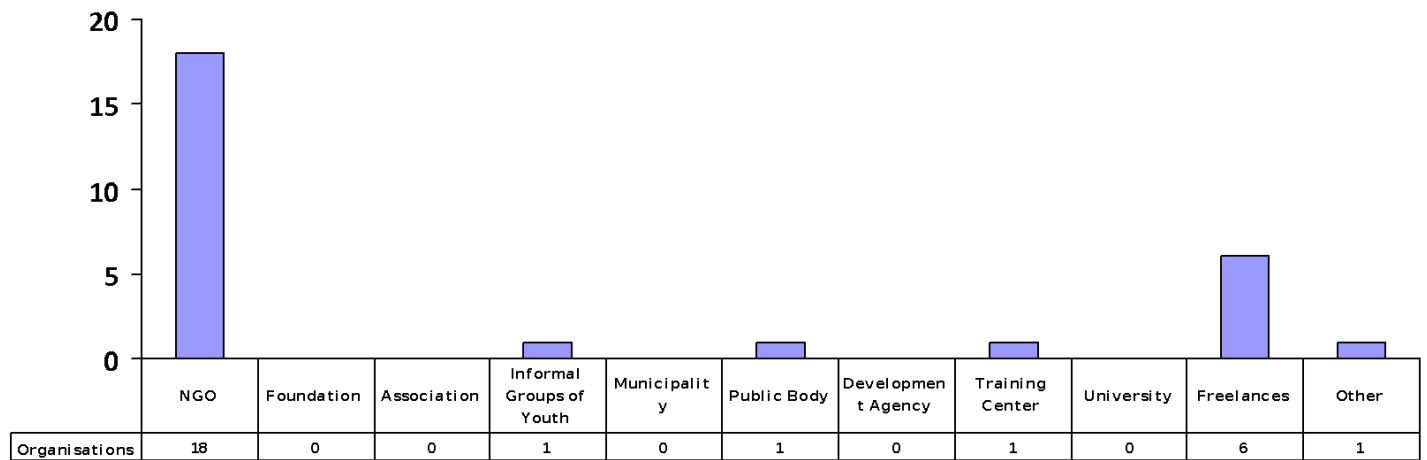 20
15
10
5
0
NGO
Foundation
Association
Informal
Groups of
Youth
Municipalit
y
Public Body
Developmen
t Agency
Training
Center
University
Freelances
Other
Organisations 18 0 0 1 0 1 0 1 0 6 1